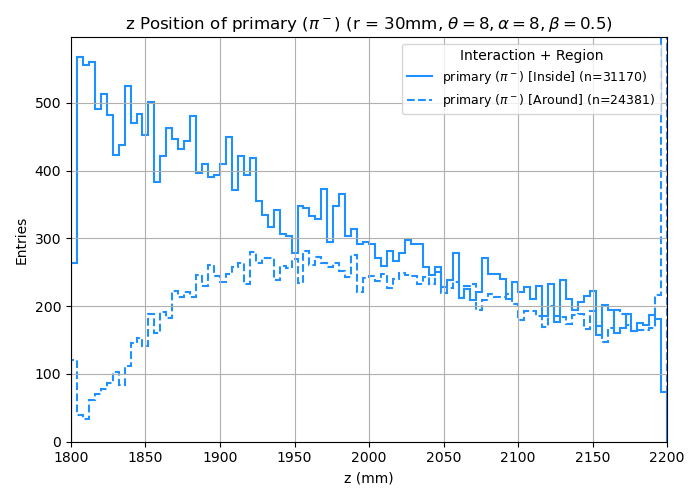 z Position of primary (π⁻) (r = 30mm, θ = 8, α = 8, β = 0.5)
Interaction + Region
primary (π⁻) [Inside] (n=31170)
primary (π⁻) [Around] (n=24381)
Entries
500
400
300
200
100
0
1800 1850 1900 1950 2000 2050 2100 2150 2200
z (mm)